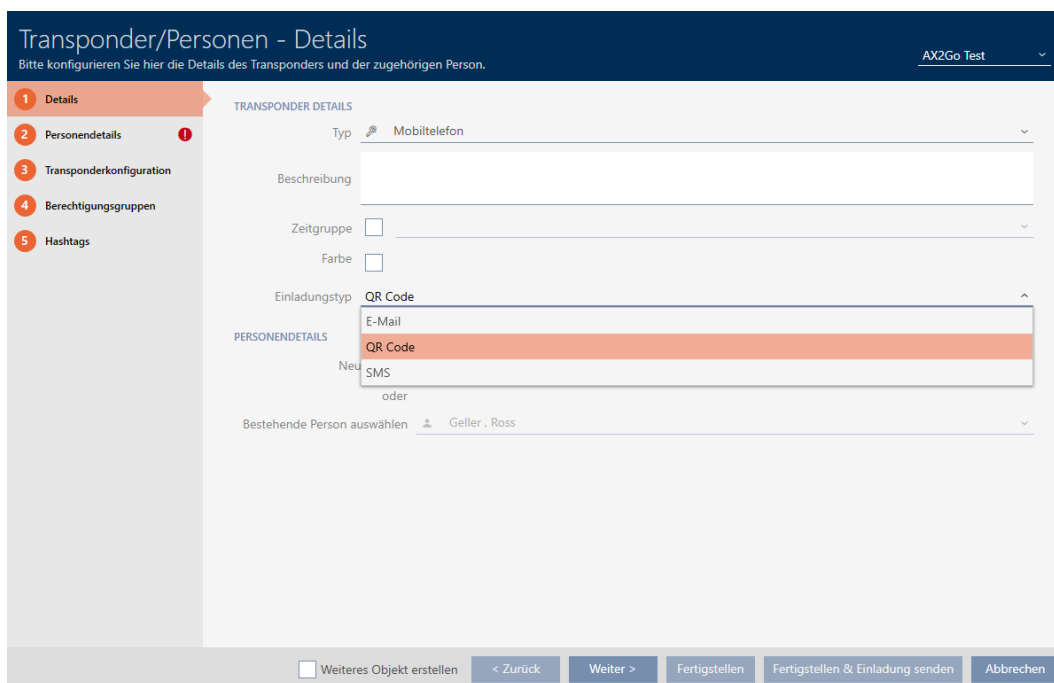 Transponder/Personen - Details
Bitte konfigurieren Sie hier die Details des Transponders und der zugehörigen Person.
AX2Go Test
1 Details
2 Personendetails !
3 Transponderkonfiguration
4 Berechtigungsgruppen
5 Hashtags
TRANSPONDER DETAILS
Typ Mobiltelefon
Beschreibung
Zeitgruppe
Farbe
Einladungstyp QR Code
E-Mail
QR Code
SMS
PERSONENDETAILS
Neu
oder
Bestehende Person auswählen Geller , Ross
Weiteres Objekt erstellen < Zurück Weiter > Fertigstellen Fertigstellen & Einladung senden Abbrechen